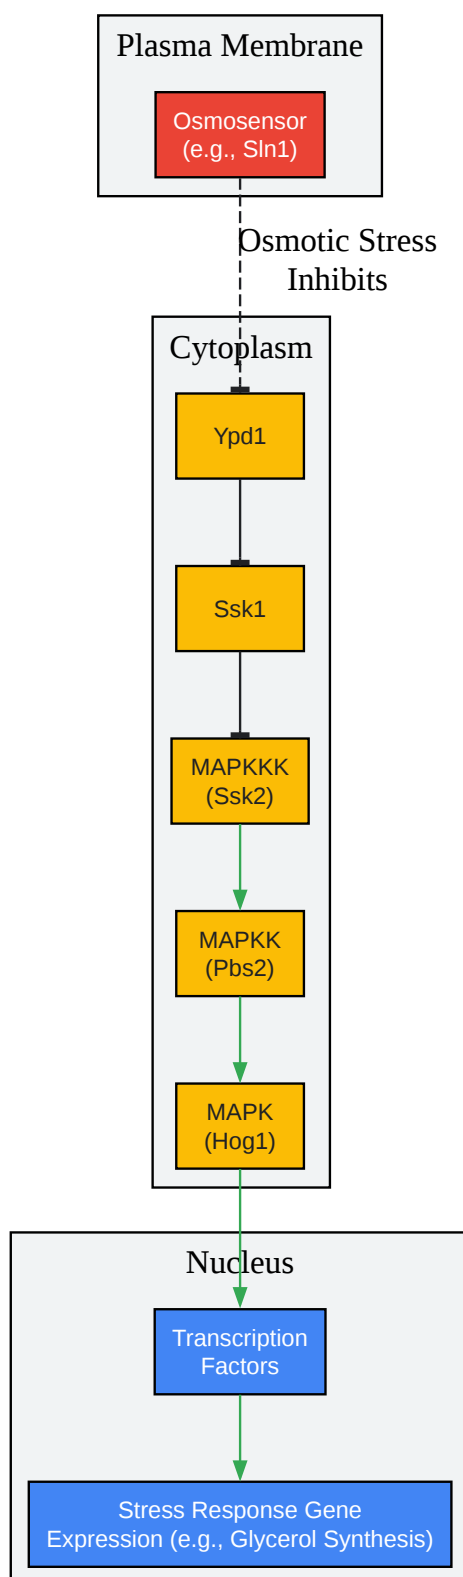 Plasma Membrane
Osmosensor
(e.g., Sln1)
Osmotic Stress
Inhibits
Cytoplasm
Ypd1
Ssk1
MAPKKK
(Ssk2)
MAPKK
(Pbs2)
MAPK
(Hog1)
Nucleus
Transcription
Factors
Stress Response Gene
Expression (e.g., Glycerol Synthesis)